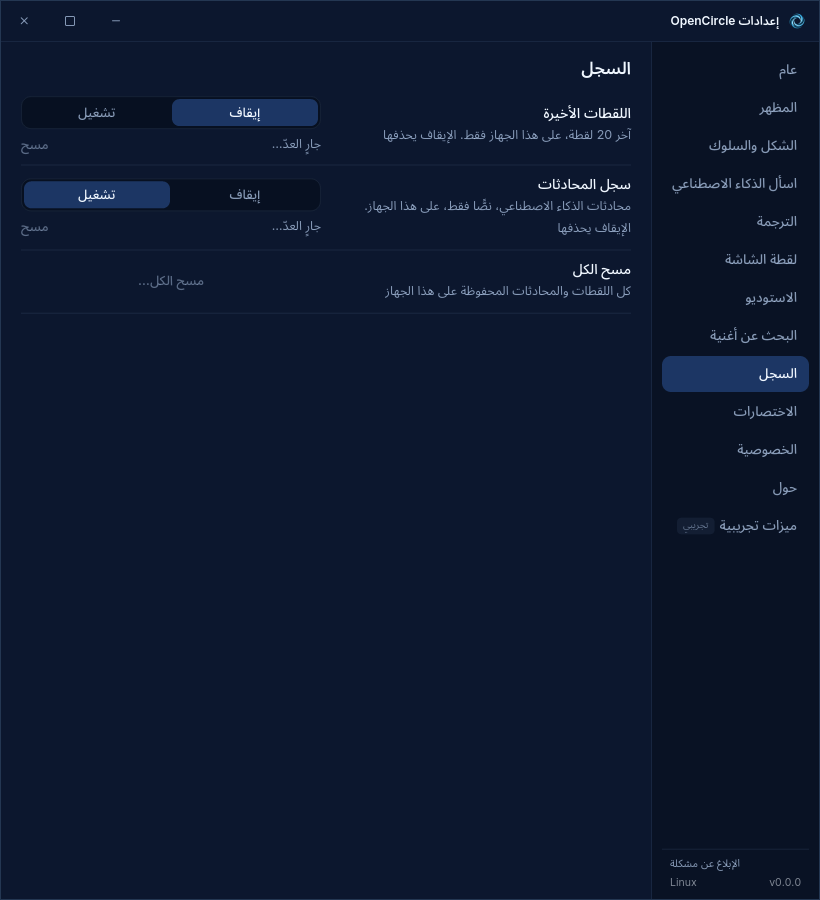 إعدادات OpenCircle
عام
المظهر
الشكل والسلوك
اسأل الذكاء الاصطناعي
الترجمة
لقطة الشاشة
الاستوديو
البحث عن أغنية
السجل
الاختصارات
الخصوصية
حول
ميزات تجريبية تجريبي
الإبلاغ عن مشكلة
v0.0.0 Linux
السجل
اللقطات الأخيرة
آخر 20 لقطة، على هذا الجهاز فقط. الإيقاف يحذفها
إيقاف تشغيل
جارٍ العدّ... مسح
سجل المحادثات
محادثات الذكاء الاصطناعي، نصًّا فقط، على هذا الجهاز.
الإيقاف يحذفها
إيقاف تشغيل
جارٍ العدّ... مسح
مسح الكل
كل اللقطات والمحادثات المحفوظة على هذا الجهاز
مسح الكل...